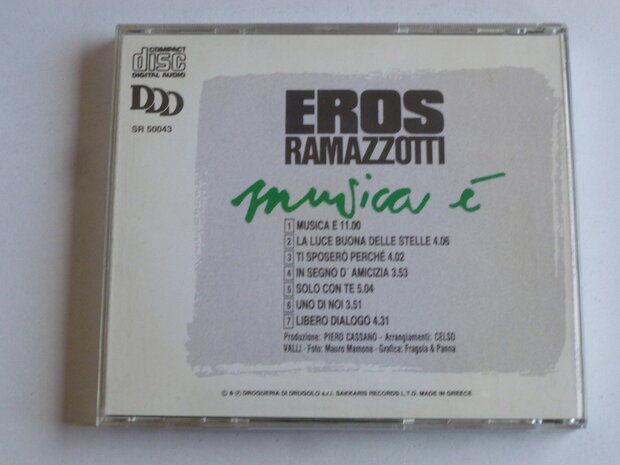 COMPACT
disc
DIGITAL AUDIO
DDD
SR 50043
EROS
RAMAZZOTTI
musica é
1 MUSICA E 11.00
2 LA LUCE BUONA DELLE STELLE 4.06
3 TI SPOSERÒ PERCHÉ 4.02
4 IN SEGNO D´ AMICIZIA 3.53
5 SOLO CON TE 5.04
6 UNO DI NOI 3.51
7 LIBERO DIALOGO 4.31
Produzione: PIERO CASSANO - Arrangiamenti: CELSO
VALLI - Foto: Mauro Mamone - Grafica: Fragola & Panna
© & ℗ DROGUERIA DI DRUGOLO s.r.l. SAKKARIS RECORDS L.T.D. MADE IN GREECE